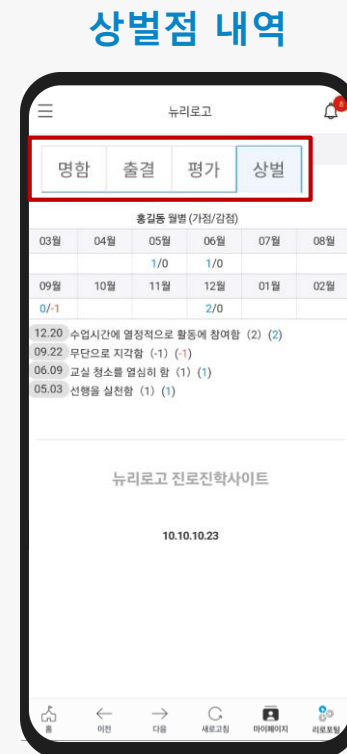 상벌점 내역
뉴리로고
8
명함 출결 평가 상벌
홍길동 월별 (가점/감점)
03월 04월 05월 06월 07월 08월
1/0 1/0
09월 10월 11월 12월 01월 02월
0/-1 2/0
12.20 수업시간에 열정적으로 활동에 참여함 (2) (2)
09.22 무단으로 지각함 (-1) (-1)
06.09 교실 청소를 열심히 함 (1) (1)
05.03 선행을 실천함 (1) (1)
뉴리로고 진로진학사이트
10.10.10.23
홈 이전 다음 새로고침 마이페이지 리로포털